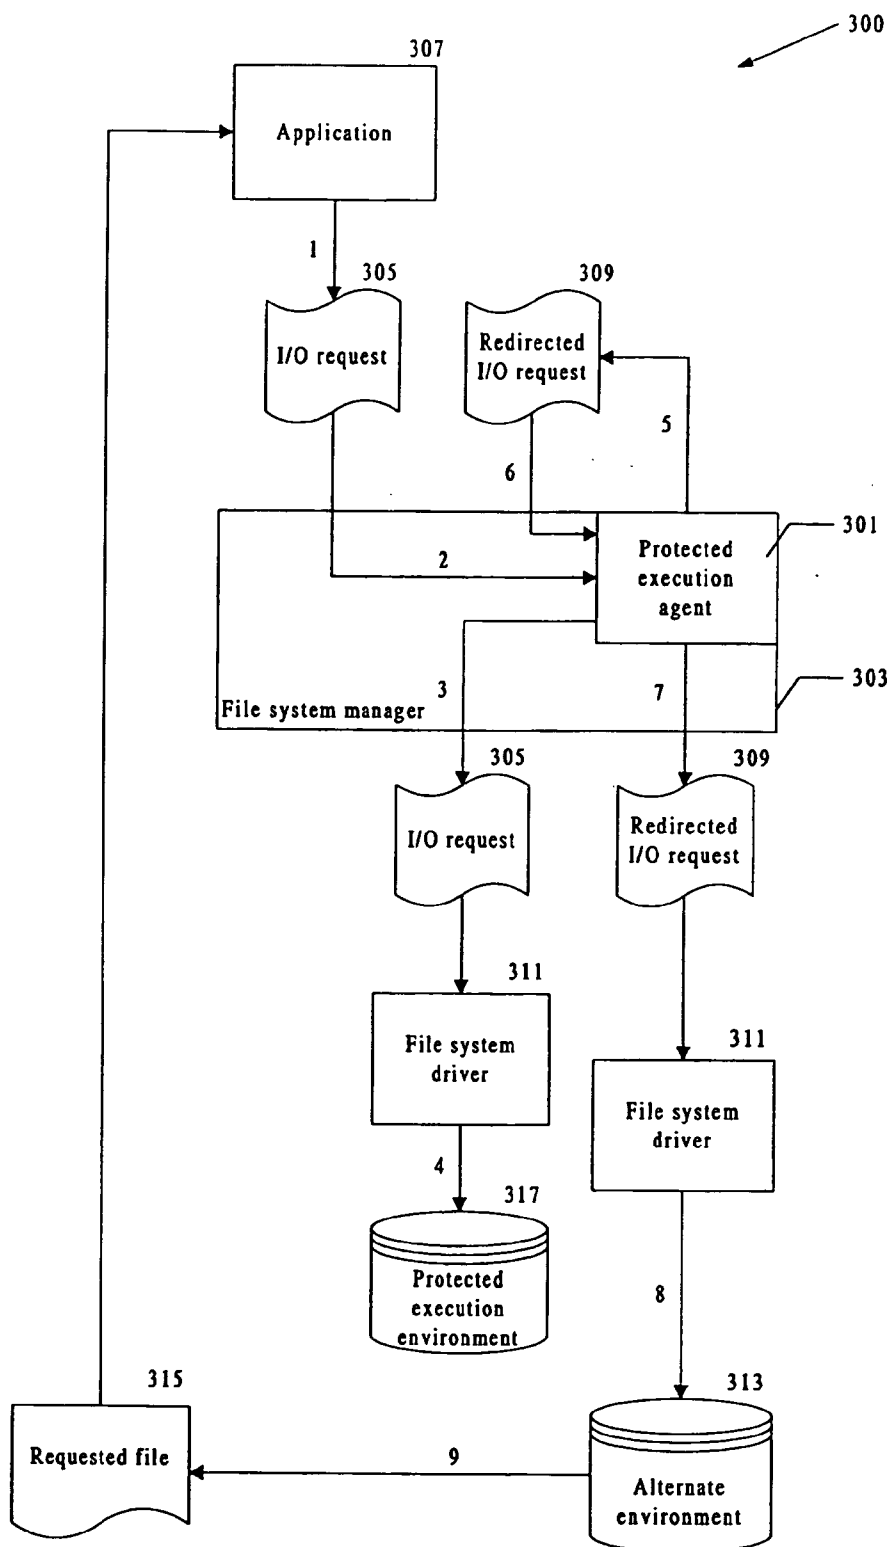 300
307
Application
1
305
309
I/O request
Redirected
I/O request
5
6
301
Protected
execution
agent
2
3
7
303
File system manager
305
309
I/O request
Redirected
I/O request
311
File system
driver
311
File system
driver
4
317
Protected
execution
environment
8
315
313
Requested file
9
Alternate
environment